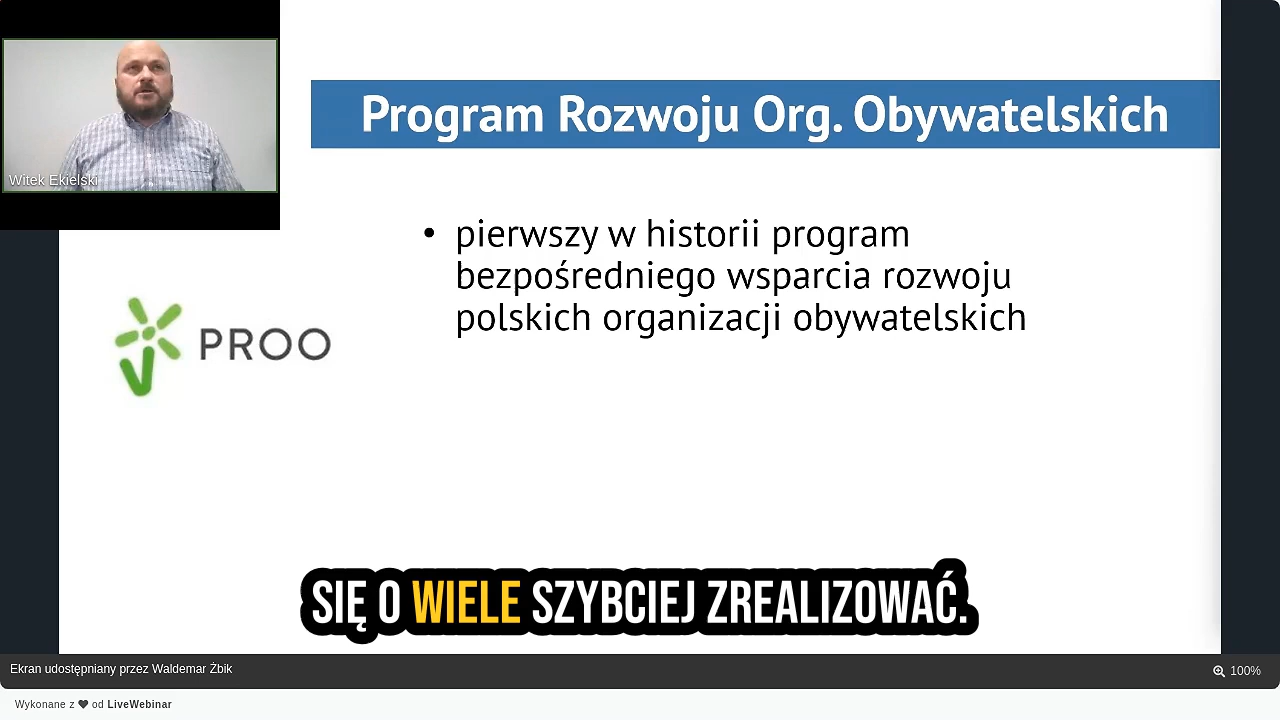 Witek Ekielski
Program Rozwoju Org. Obywatelskich
• pierwszy w historii program
bezpośredniego wsparcia rozwoju
polskich organizacji obywatelskich
PROO
SIĘ O WIELE SZYBCIEJ ZREALIZOWAĆ.
Ekran udostępniany przez Waldemar Żbik
100%
Wykonane z ❤ od LiveWebinar